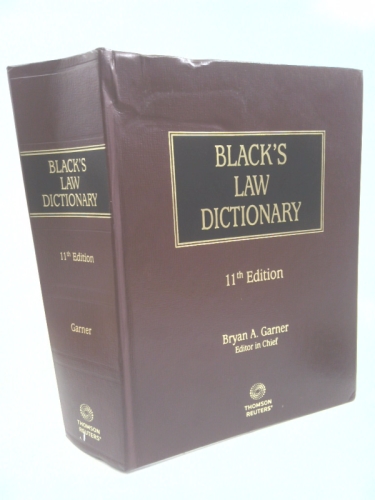 BLACK'S
LAW
DICTIONARY
11th Edition
Garner
THOMSON
REUTERS®
BLACK'S
LAW
DICTIONARY
11th Edition
Bryan A. Garner
Editor in Chief
THOMSON
REUTERS®